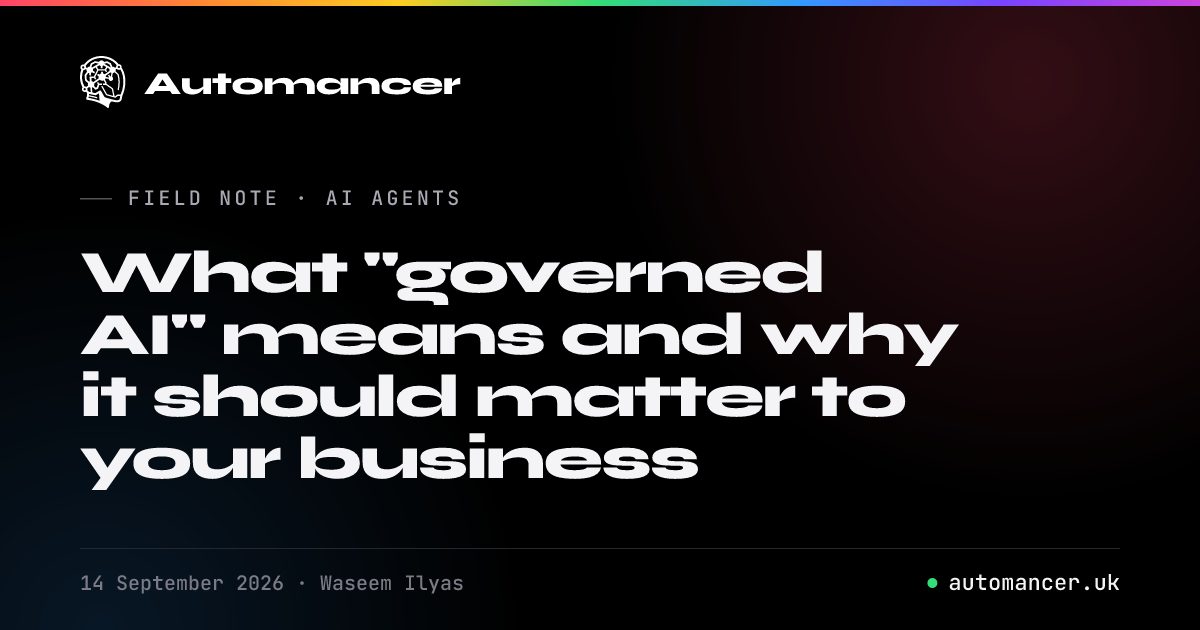 Automancer
FIELD NOTE · AI AGENTS
What "governed
AI" means and why
it should matter to
your business
14 September 2026 · Waseem Ilyas
automancer.uk